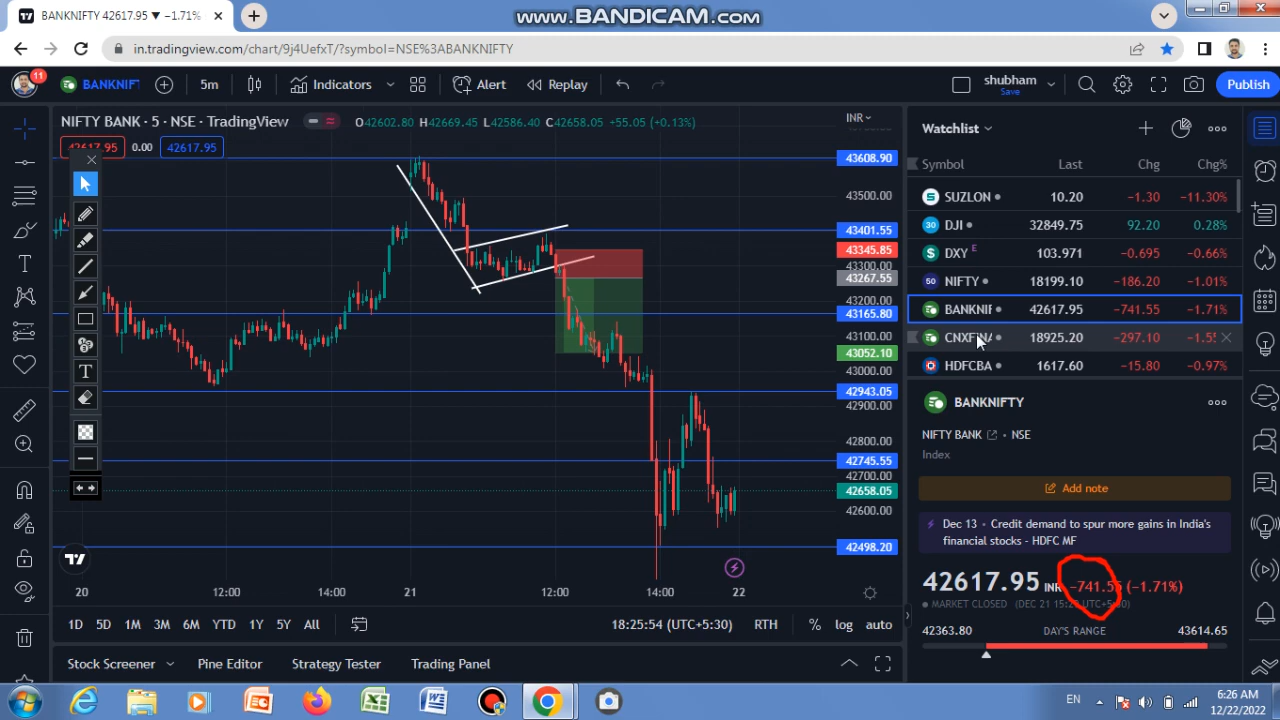 BANKNIFTY 42617.95 ▼ −1.71%
www.BANDICAM.com
in.tradingview.com/chart/9j4UefxT/?symbol=NSE%3ABANKNIFTY
11 BANKNIFT 5m Indicators Alert Replay shubham Save Publish
NIFTY BANK · 5 · NSE · TradingView O42602.80 H42669.45 L42586.40 C42658.05 +55.05 (+0.13%) INR
42617.95 0.00 42617.95
43608.90
43500.00
43401.55
43345.85
43300.00
43267.55
43200.00
43165.80
43100.00
43052.10
43000.00
42943.05
42900.00
42800.00
42745.55
42700.00
42658.05
42600.00
42498.20
20 12:00 14:00 21 12:00 14:00 22
1D 5D 1M 3M 6M YTD 1Y 5Y All 18:25:54 (UTC+5:30) RTH % log auto
Stock Screener Pine Editor Strategy Tester Trading Panel
Watchlist
Symbol Last Chg Chg%
SUZLON 10.20 −1.30 −11.30%
30 DJI 32849.75 92.20 0.28%
$ DXY E 103.971 −0.695 −0.66%
50 NIFTY 18199.10 −186.20 −1.01%
BANKNIF 42617.95 −741.55 −1.71%
18925.20 −297.10
HDFCBA 1617.60 −15.80 −0.97%
BANKNIFTY
NIFTY BANK · NSE
Index
Add note
Dec 13 · Credit demand to spur more gains in India's
financial stocks - HDFC MF
42617.95 INR −741.55 (−1.71%)
MARKET CLOSED (DEC 21 UTC+5:30)
42363.80 DAY'S RANGE 43614.65
EN 6:26 AM
12/22/2022